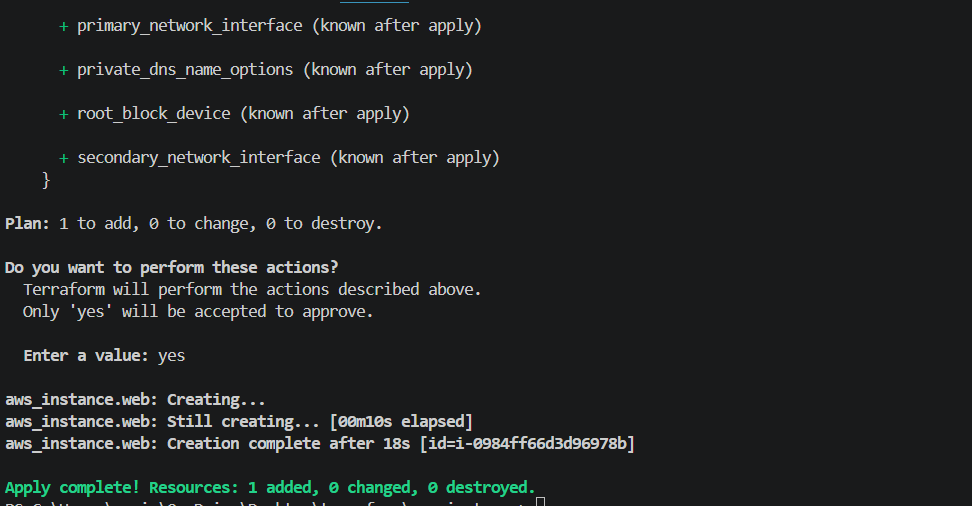 + primary_network_interface (known after apply)
+ private_dns_name_options (known after apply)
+ root_block_device (known after apply)
+ secondary_network_interface (known after apply)
}
Plan: 1 to add, 0 to change, 0 to destroy.
Do you want to perform these actions?
Terraform will perform the actions described above.
Only 'yes' will be accepted to approve.
Enter a value: yes
aws_instance.web: Creating...
aws_instance.web: Still creating... [00m10s elapsed]
aws_instance.web: Creation complete after 18s [id=i-0984ff66d3d96978b]
Apply complete! Resources: 1 added, 0 changed, 0 destroyed.